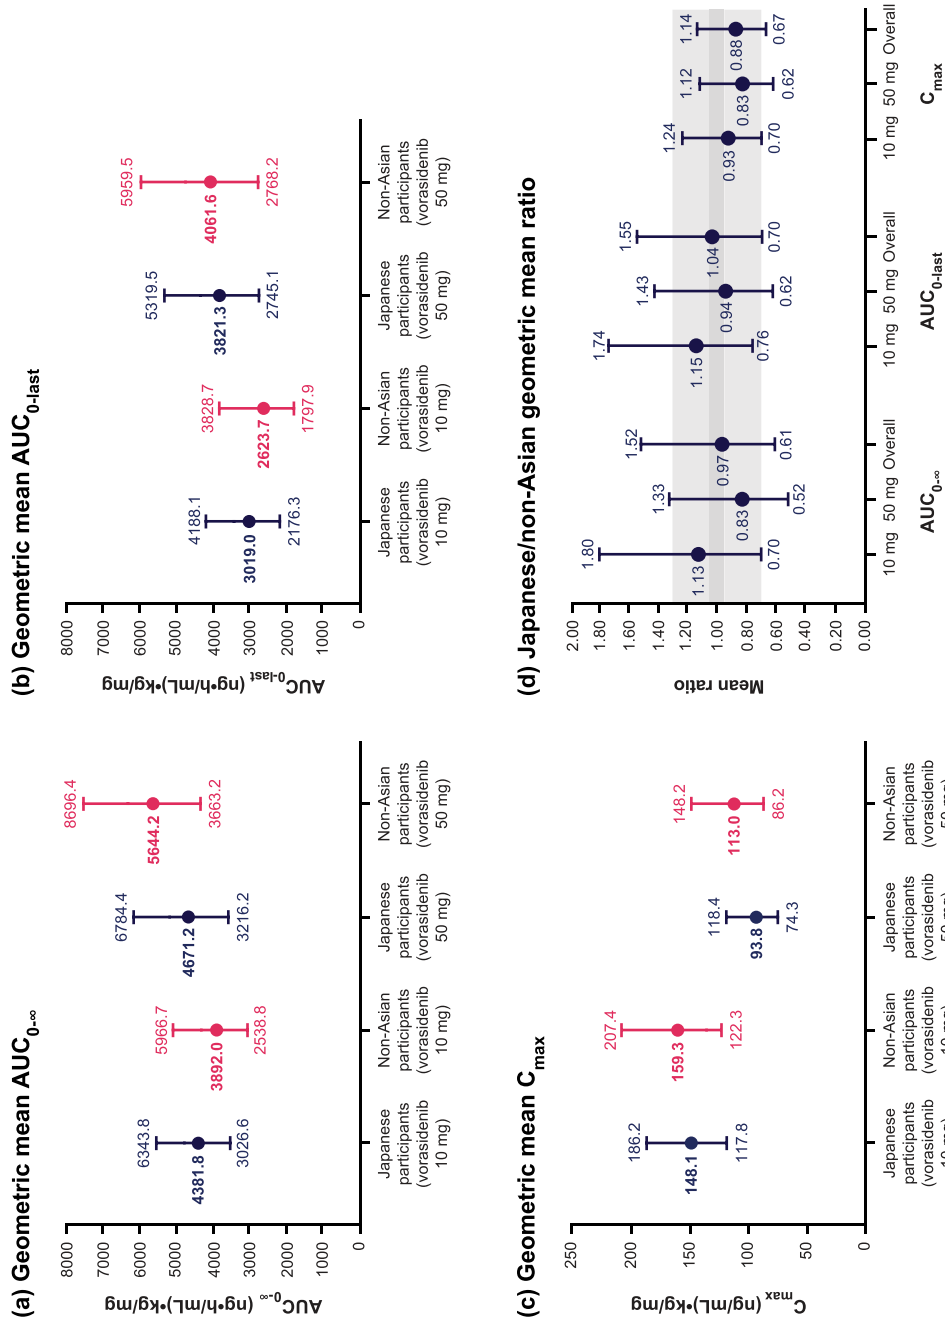 (a) Geometric mean AUC0-∞
AUC0-∞ (ng•h/mL)•kg/mg
8000
7000
6000
5000
4000
3000
2000
1000
0
6343.8
4381.8
3026.6
5966.7
3892.0
2538.8
6784.4
4671.2
3216.2
8696.4
5644.2
3663.2
Japanese
participants
(vorasidenib
10 mg)
Non-Asian
participants
(vorasidenib
10 mg)
Japanese
participants
(vorasidenib
50 mg)
Non-Asian
participants
(vorasidenib
50 mg)
(b) Geometric mean AUC0-last
AUC0-last (ng•h/mL)•kg/mg
8000
7000
6000
5000
4000
3000
2000
1000
0
4188.1
3019.0
2176.3
3828.7
2623.7
1797.9
5319.5
3821.3
2745.1
5959.5
4061.6
2768.2
Japanese
participants
(vorasidenib
10 mg)
Non-Asian
participants
(vorasidenib
10 mg)
Japanese
participants
(vorasidenib
50 mg)
Non-Asian
participants
(vorasidenib
50 mg)
(c) Geometric mean Cmax
Cmax (ng/mL)•kg/mg
250
200
150
100
50
0
186.2
148.1
117.8
207.4
159.3
122.3
118.4
93.8
74.3
148.2
113.0
86.2
Japanese
participants
(vorasidenib
10 mg)
Non-Asian
participants
(vorasidenib
10 mg)
Japanese
participants
(vorasidenib
50 mg)
Non-Asian
participants
(vorasidenib
50 mg)
(d) Japanese/non-Asian geometric mean ratio
Mean ratio
2.00
1.80
1.60
1.40
1.20
1.00
0.80
0.60
0.40
0.20
0.00
1.80
1.13
0.70
1.33
0.83
0.52
1.52
0.97
0.61
1.74
1.15
0.76
1.43
0.94
0.62
1.55
1.04
0.70
1.24
0.93
0.70
1.12
0.83
0.62
1.14
0.88
0.67
10 mg 50 mg Overall 10 mg 50 mg Overall 10 mg 50 mg Overall
AUC0-∞ AUC0-last Cmax